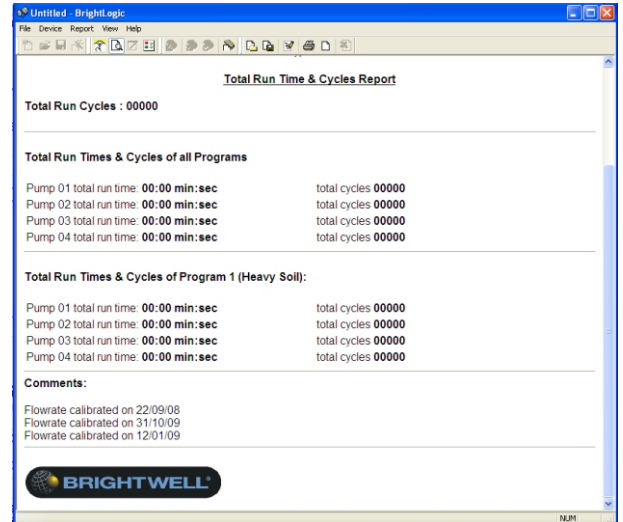 Untitled - BrightLogic
File Device Report View Help
Total Run Time & Cycles Report
Total Run Cycles : 00000
Total Run Times & Cycles of all Programs
Pump 01 total run time: 00:00 min:sec total cycles 00000
Pump 02 total run time: 00:00 min:sec total cycles 00000
Pump 03 total run time: 00:00 min:sec total cycles 00000
Pump 04 total run time: 00:00 min:sec total cycles 00000
Total Run Times & Cycles of Program 1 (Heavy Soil):
Pump 01 total run time: 00:00 min:sec total cycles 00000
Pump 02 total run time: 00:00 min:sec total cycles 00000
Pump 03 total run time: 00:00 min:sec total cycles 00000
Pump 04 total run time: 00:00 min:sec total cycles 00000
Comments:
Flowrate calibrated on 22/09/08
Flowrate calibrated on 31/10/09
Flowrate calibrated on 12/01/09
BRIGHTWELL
NUM